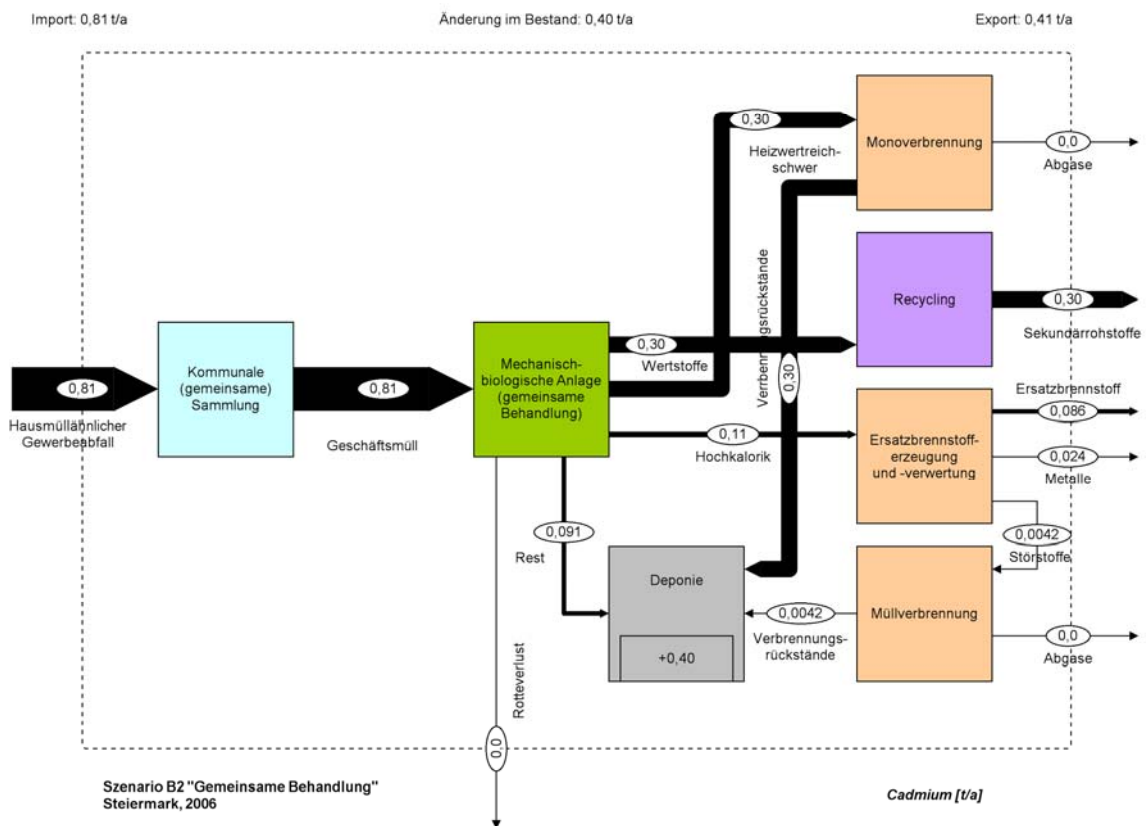 Import: 0,81 t/a
Änderung im Bestand: 0,40 t/a
Export: 0,41 t/a
0,30
Heizwertreich-
schwer
Monoverbrennung
0,0
Abgase
Verrbennungsrückstände
0,30
Recycling
0,30
Sekundärrohstoffe
0,81
Hausmüllähnlicher
Gewerbeabfall
Kommunale
(gemeinsame)
Sammlung
0,81
Geschäftsmüll
Mechanisch-
biologische Anlage
(gemeinsame
Behandlung)
0,30
Wertstoffe
0,11
Hochkalorik
Ersatzbrennstoff-
erzeugung
und -verwertung
Ersatzbrennstoff
0,086
0,024
Metalle
0,0042
Störstoffe
0,091
Rest
Deponie
+0,40
0,0042
Verbrennungs-
rückstände
Müllverbrennung
0,0
Abgase
Rotteverlust
0,0
Szenario B2 "Gemeinsame Behandlung"
Steiermark, 2006
Cadmium [t/a]